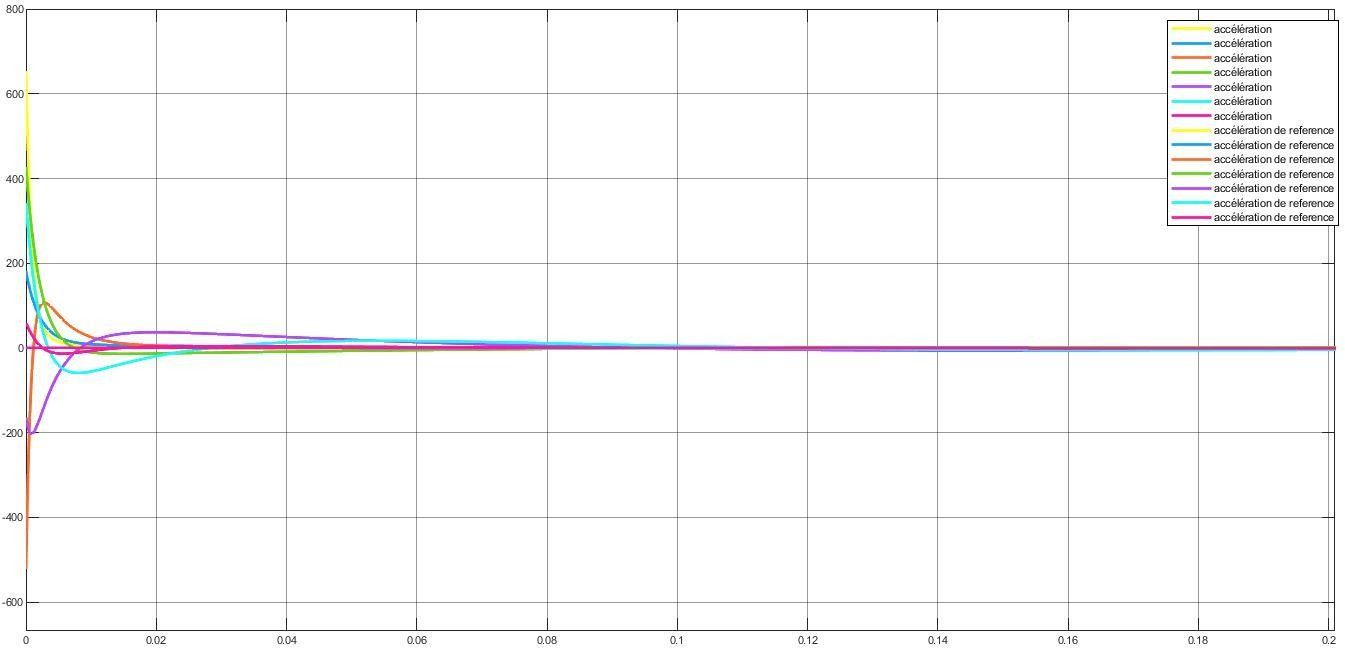 800
600
400
200
0
-200
-400
-600
0
0.02
0.04
0.06
0.08
0.1
0.12
0.14
0.16
0.18
0.2
accélération
accélération
accélération
accélération
accélération
accélération
accélération
accélération de reference
accélération de reference
accélération de reference
accélération de reference
accélération de reference
accélération de reference
accélération de reference